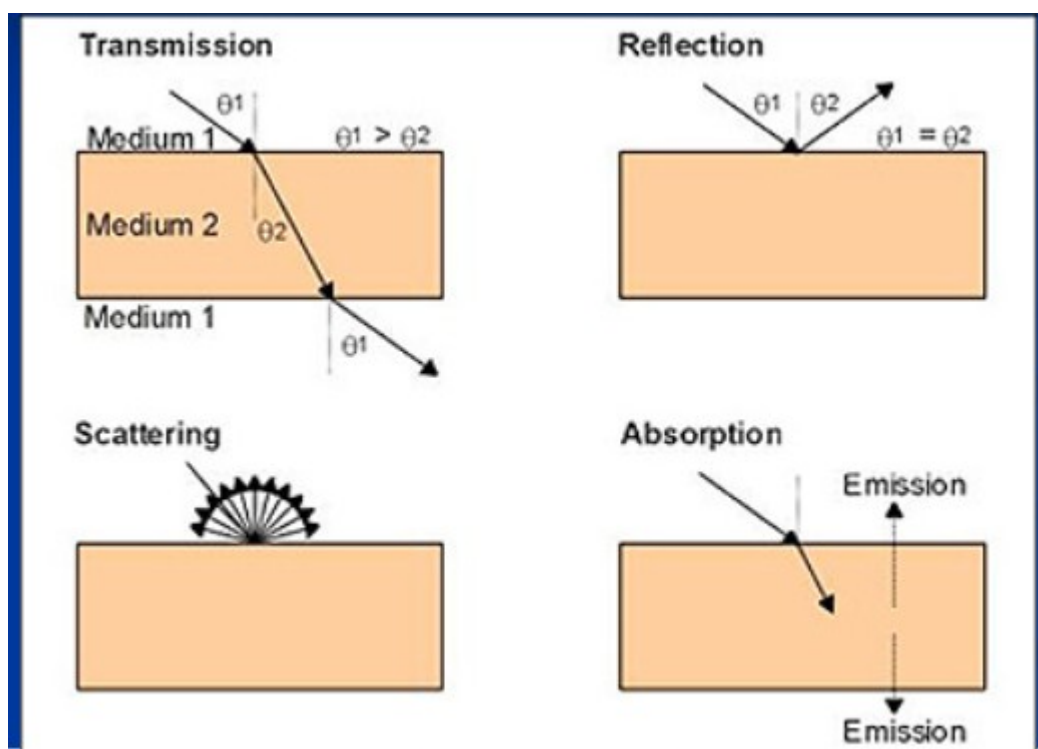 Transmission
θ1
Medium 1
θ1 > θ2
Medium 2
θ2
Medium 1
θ1
Reflection
θ1
θ2
θ1 = θ2
Scattering
Absorption
Emission
Emission